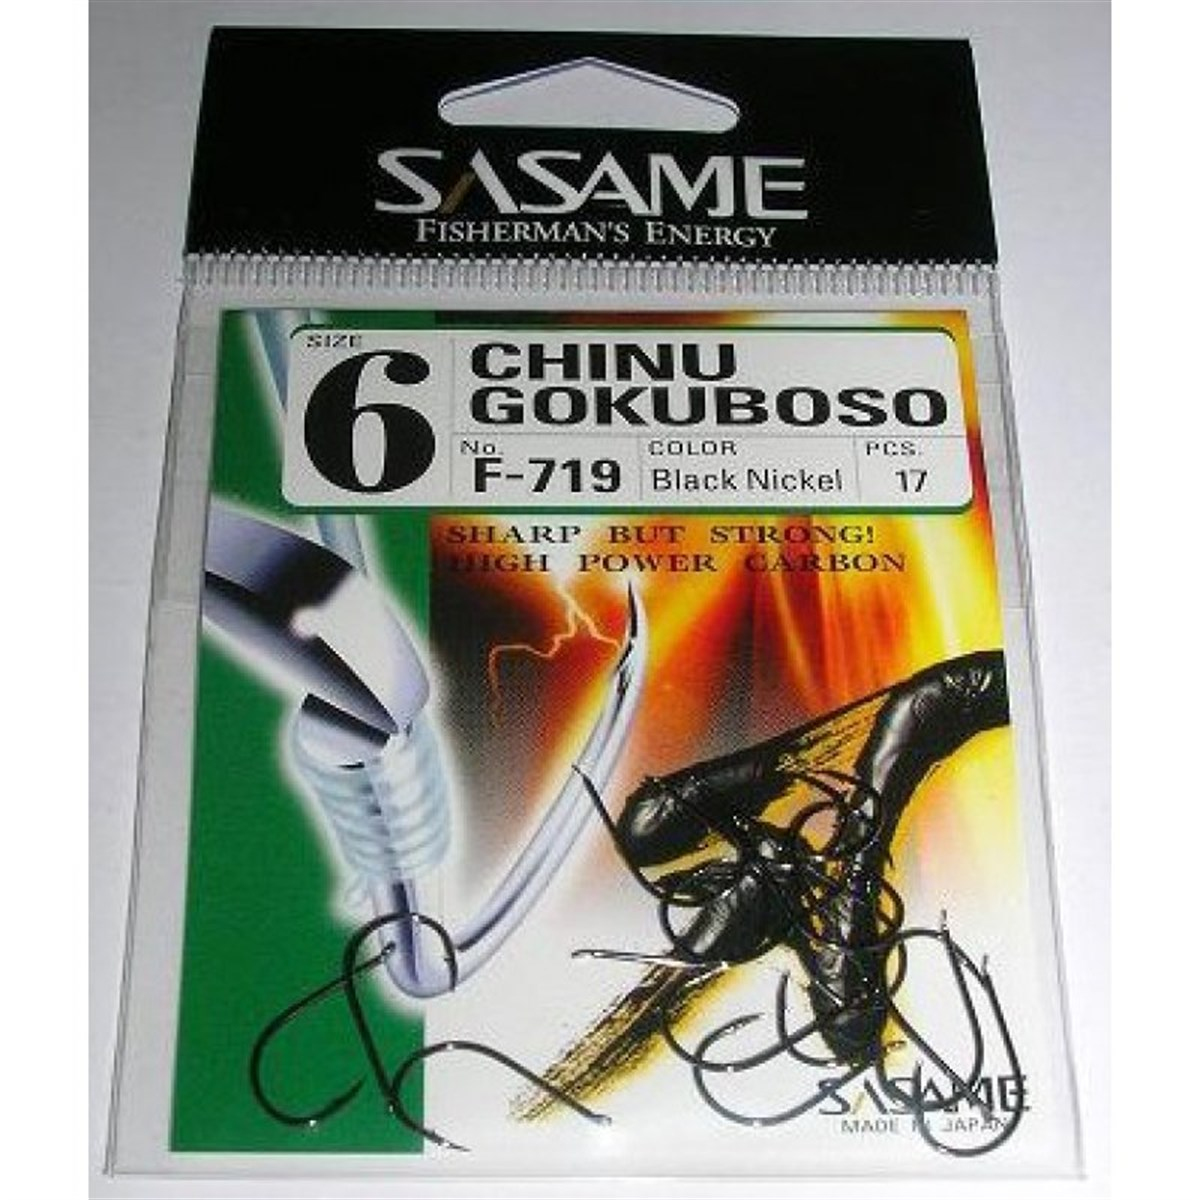 SASAME
FISHERMAN'S ENERGY
SIZE
6
CHINU
GOKUBOSO
No.
F-719
COLOR
Black Nickel
PCS.
17
SHARP BUT STRONG!
HIGH POWER CARBON
SASAME
MADE IN JAPAN